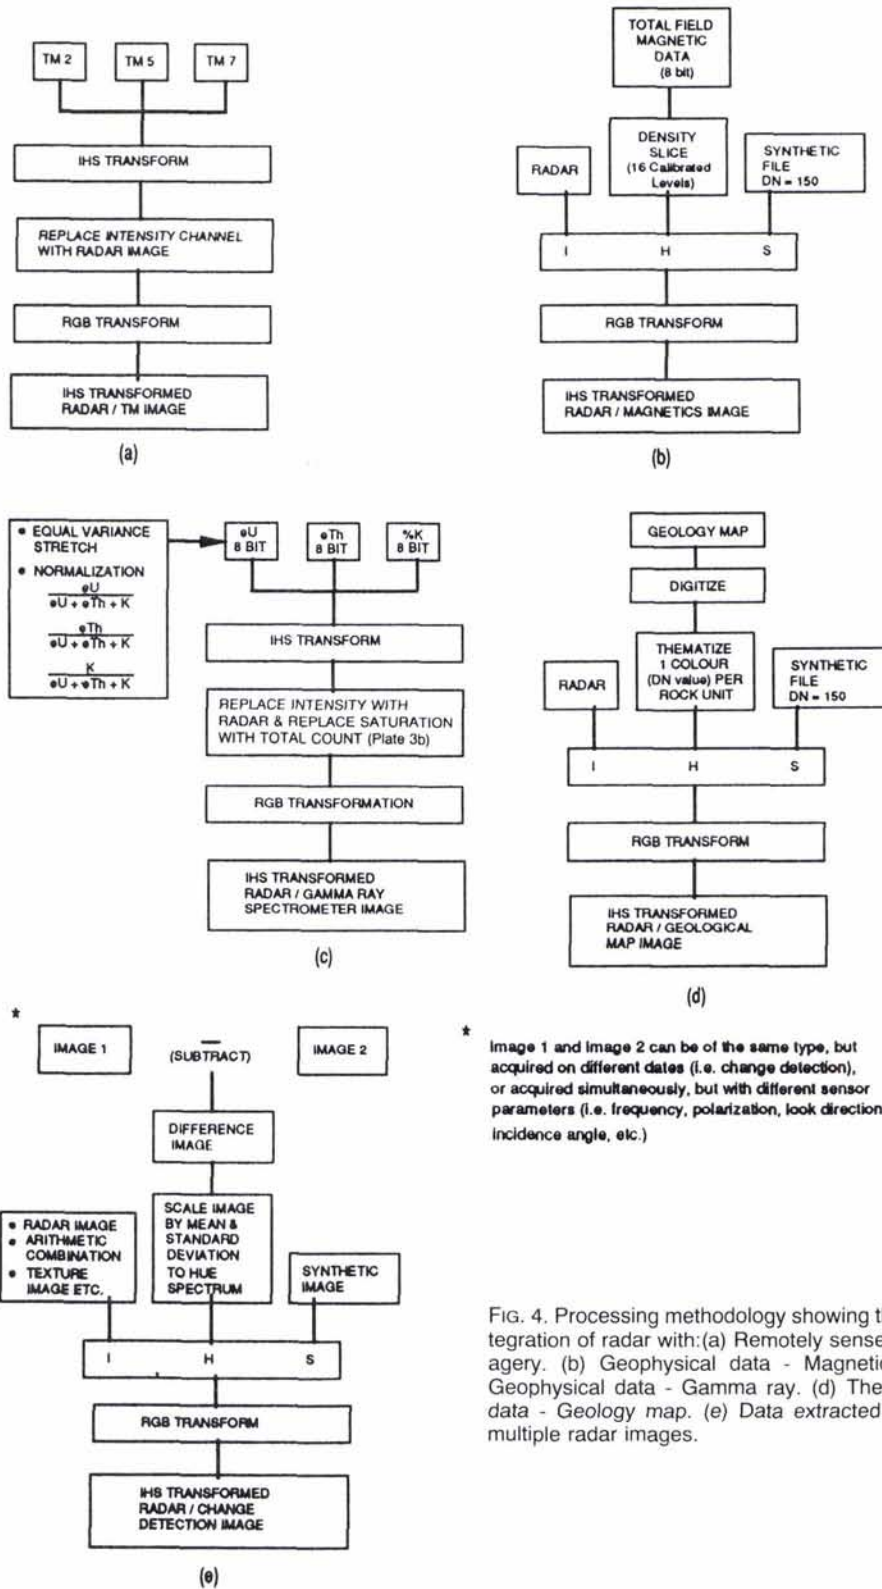 TM 2
TM 5
TM 7
IHS TRANSFORM
REPLACE INTENSITY CHANNEL
WITH RADAR IMAGE
RGB TRANSFORM
IHS TRANSFORMED
RADAR / TM IMAGE
(a)
TOTAL FIELD
MAGNETIC
DATA
(8 bit)
DENSITY
SLICE
(16 Calibrated
Levels)
RADAR
SYNTHETIC
FILE
DN = 150
I H S
RGB TRANSFORM
IHS TRANSFORMED
RADAR / MAGNETICS IMAGE
(b)
• EQUAL VARIANCE
STRETCH
• NORMALIZATION
eU
eU + eTh + K
eTh
eU + eTh + K
K
eU + eTh + K
eU
8 BIT
eTh
8 BIT
%K
8 BIT
IHS TRANSFORM
REPLACE INTENSITY WITH
RADAR & REPLACE SATURATION
WITH TOTAL COUNT (Plate 3b)
RGB TRANSFORMATION
IHS TRANSFORMED
RADAR / GAMMA RAY
SPECTROMETER IMAGE
(c)
GEOLOGY MAP
DIGITIZE
THEMATIZE
1 COLOUR
(DN value) PER
ROCK UNIT
RADAR
SYNTHETIC
FILE
DN = 150
I H S
RGB TRANSFORM
IHS TRANSFORMED
RADAR / GEOLOGICAL
MAP IMAGE
(d)
*
IMAGE 1
—
(SUBTRACT)
IMAGE 2
DIFFERENCE
IMAGE
• RADAR IMAGE
• ARITHMETIC
COMBINATION
• TEXTURE
IMAGE ETC.
SCALE IMAGE
BY MEAN &
STANDARD
DEVIATION
TO HUE
SPECTRUM
SYNTHETIC
IMAGE
I H S
RGB TRANSFORM
IHS TRANSFORMED
RADAR / CHANGE
DETECTION IMAGE
(e)
*
Image 1 and Image 2 can be of the same type, but
acquired on different dates (i.e. change detection),
or acquired simultaneously, but with different sensor
parameters (i.e. frequency, polarization, look direction
incidence angle, etc.)
FIG. 4. Processing methodology showing th
tegration of radar with:(a) Remotely sense
agery. (b) Geophysical data - Magnetic
Geophysical data - Gamma ray. (d) The
data - Geology map. (e) Data extracted
multiple radar images.